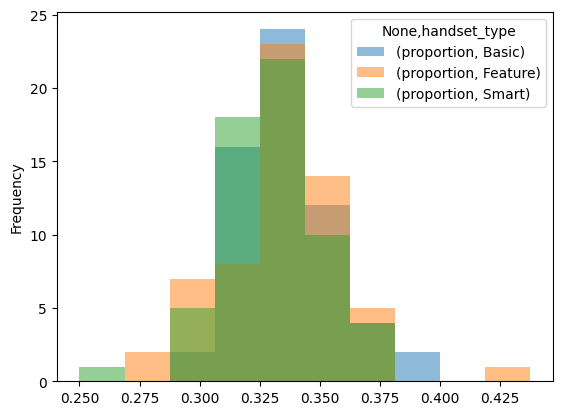 None,handset_type
(proportion, Basic)
(proportion, Feature)
(proportion, Smart)
Frequency
25
20
15
10
5
0
0.250
0.275
0.300
0.325
0.350
0.375
0.400
0.425